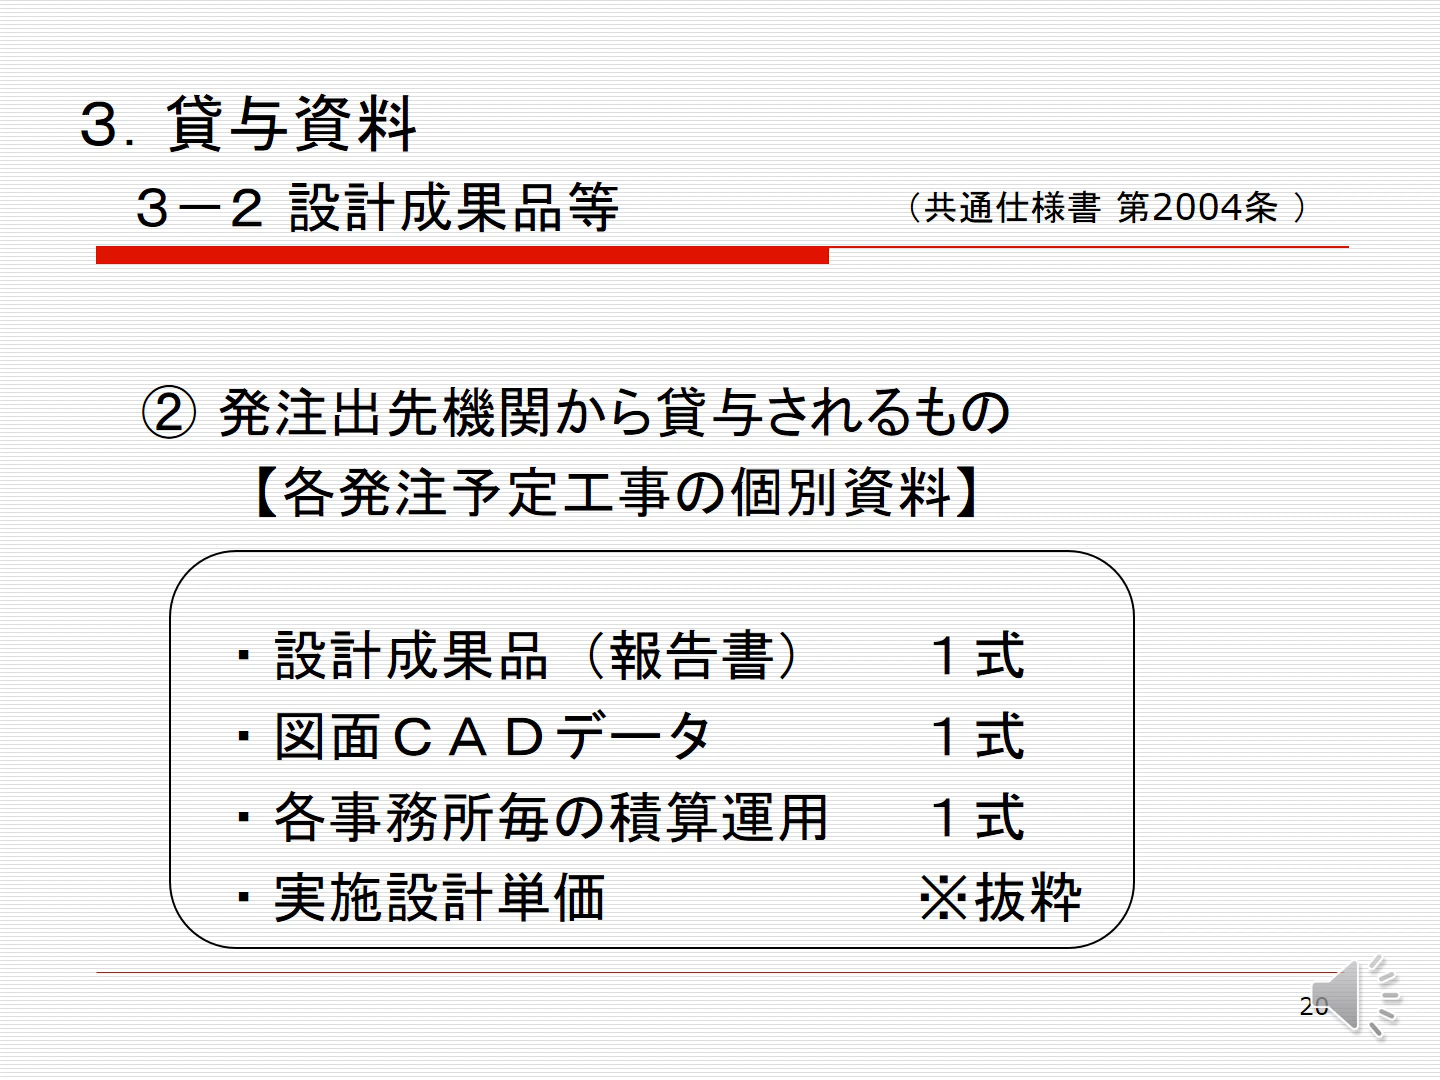 ３．貸与資料
３－２ 設計成果品等
（共通仕様書 第2004条 ）
② 発注出先機関から貸与されるもの
【各発注予定工事の個別資料】
・設計成果品（報告書） １式
・図面ＣＡＤデータ １式
・各事務所毎の積算運用 １式
・実施設計単価 ※抜粋
20